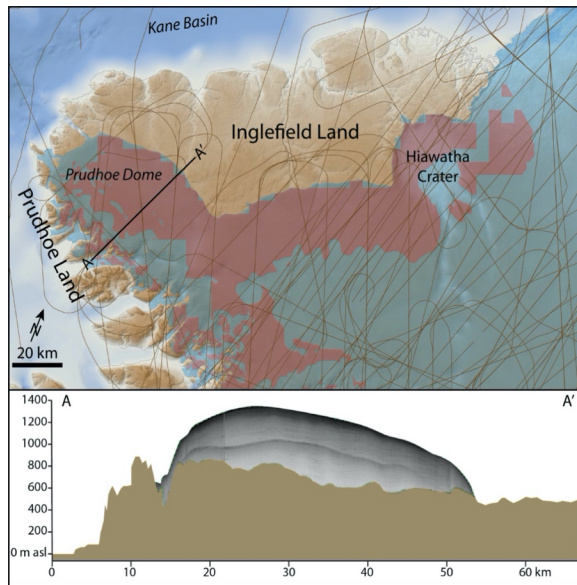 Kane Basin
Inglefield Land
A'
Prudhoe Dome
Hiawatha
Crater
Prudhoe Land
A
N
20 km
1400
A
A'
1200
1000
800
600
400
200
0 m asl
0
10
20
30
40
50
60 km